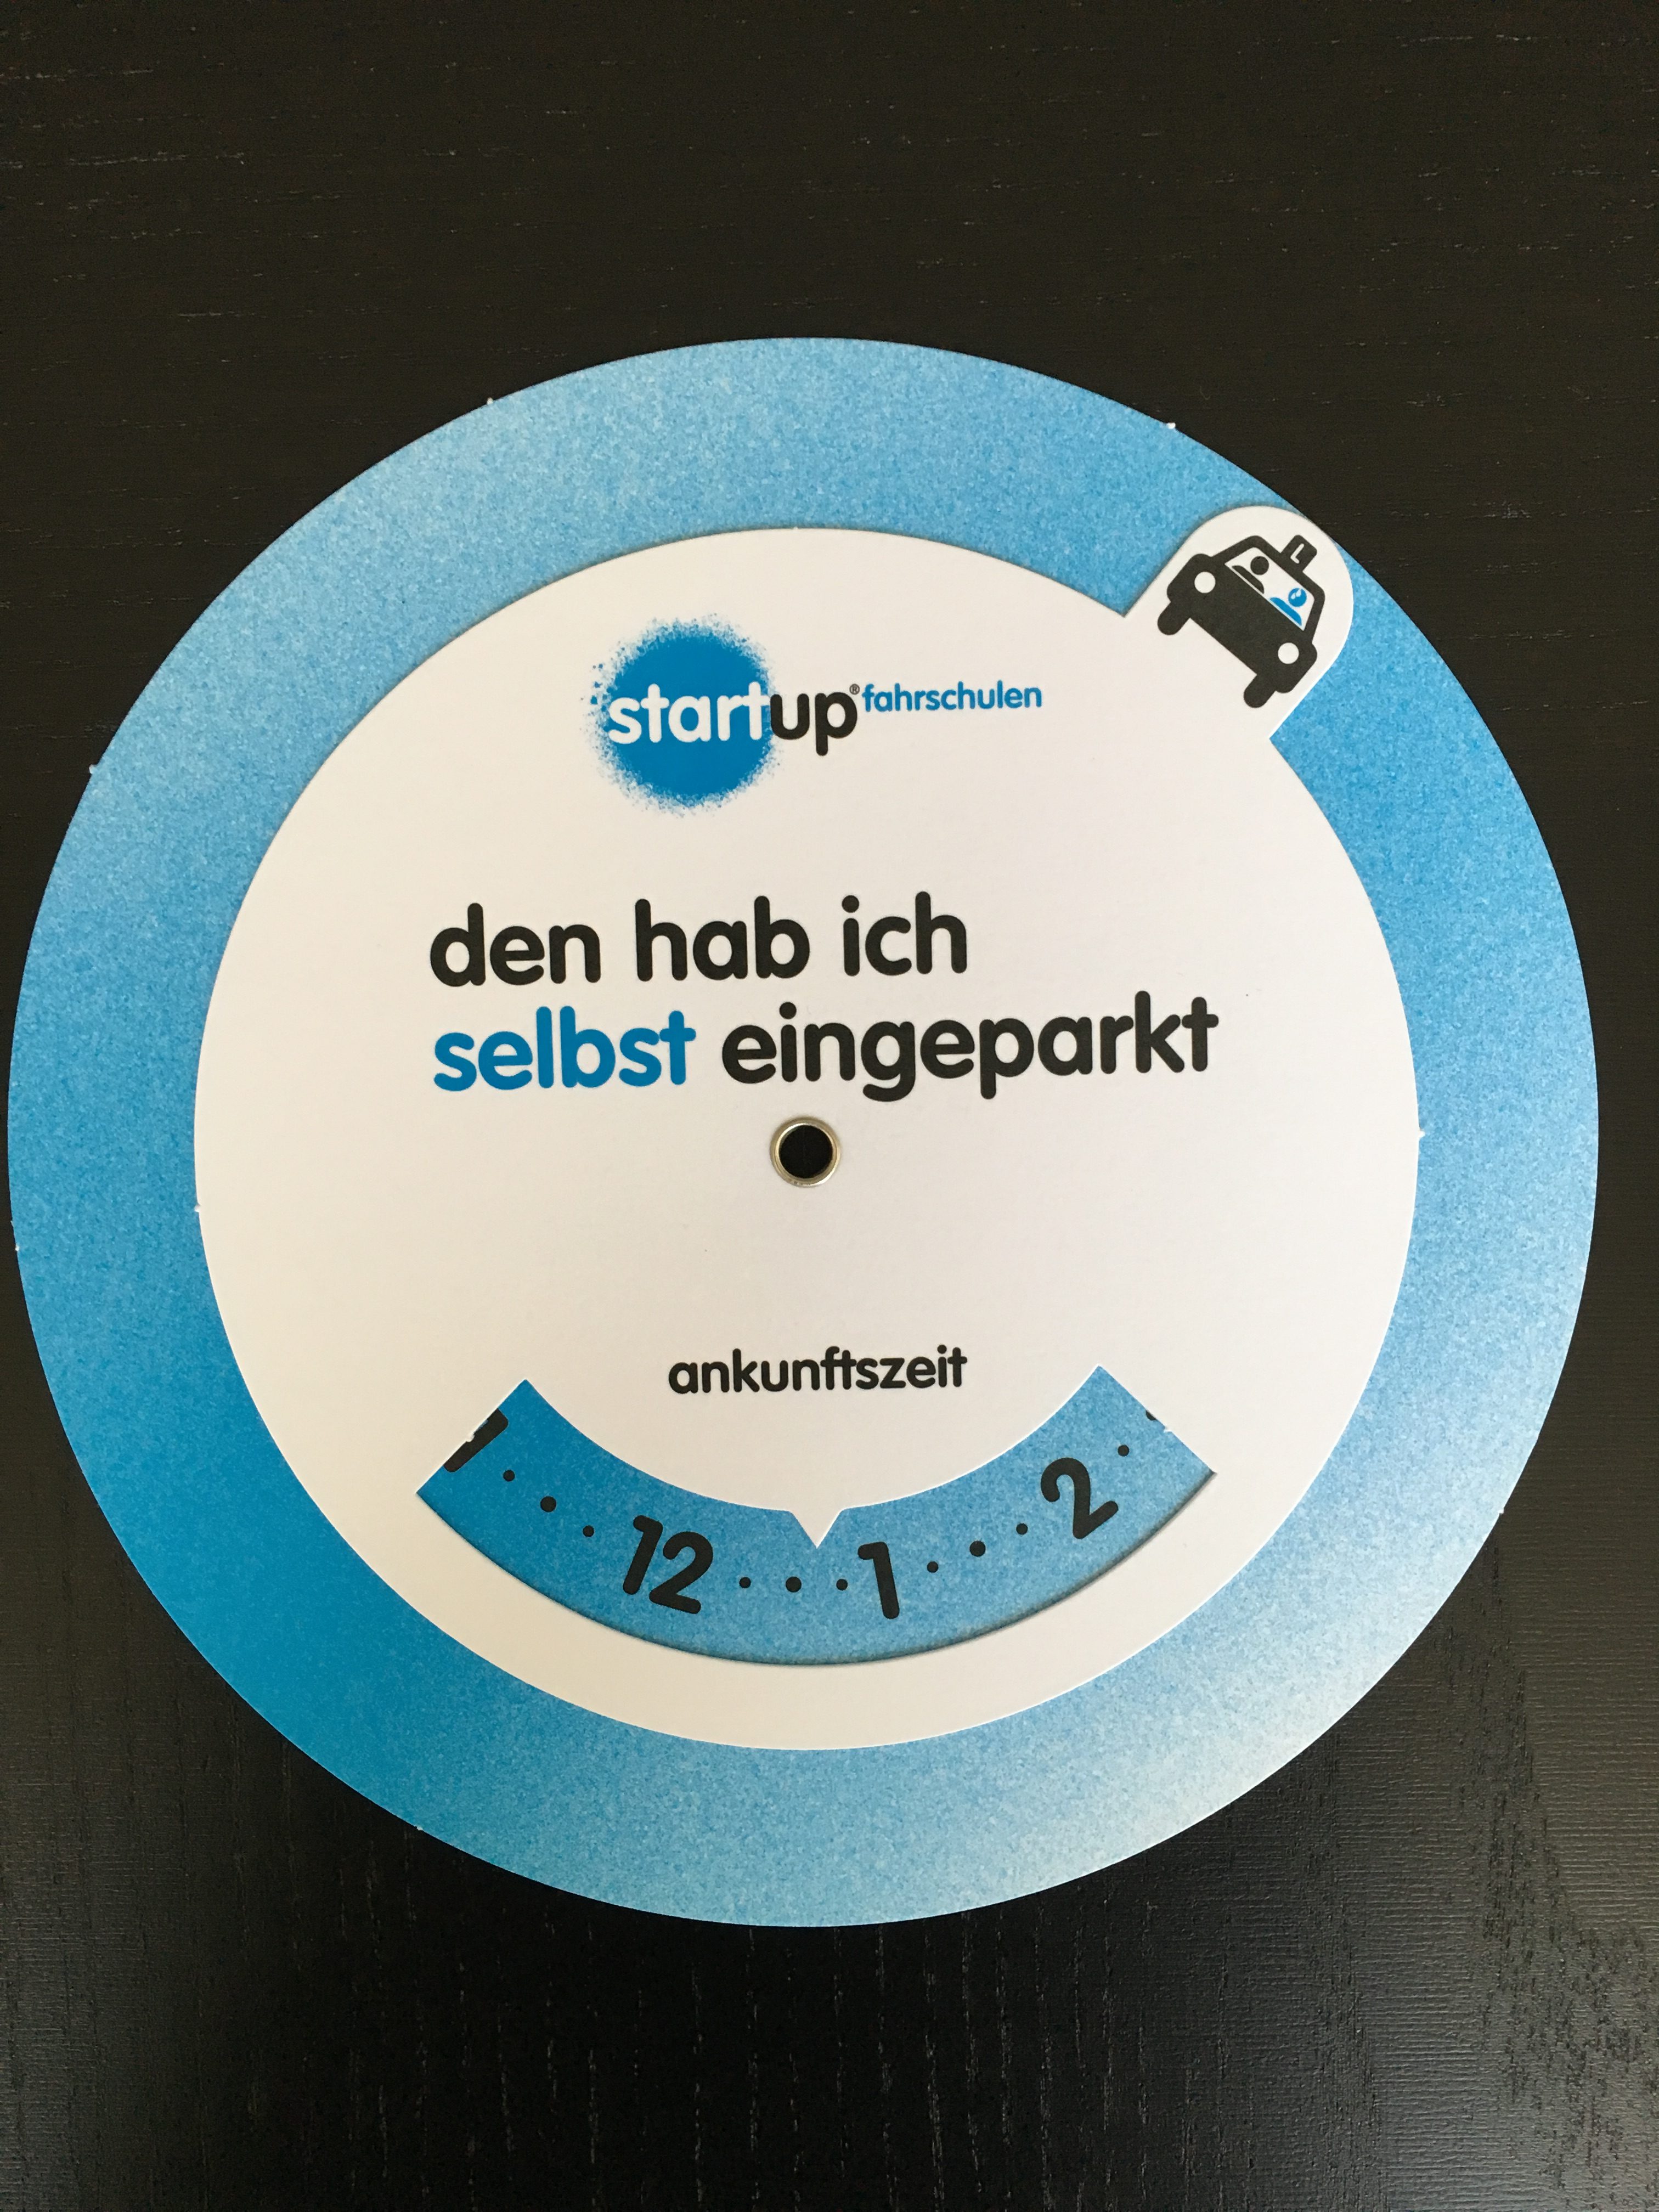 startup® fahrschulen
den hab ich
selbst eingeparkt
ankunftszeit
12 · • · 1 · • · 2 ·